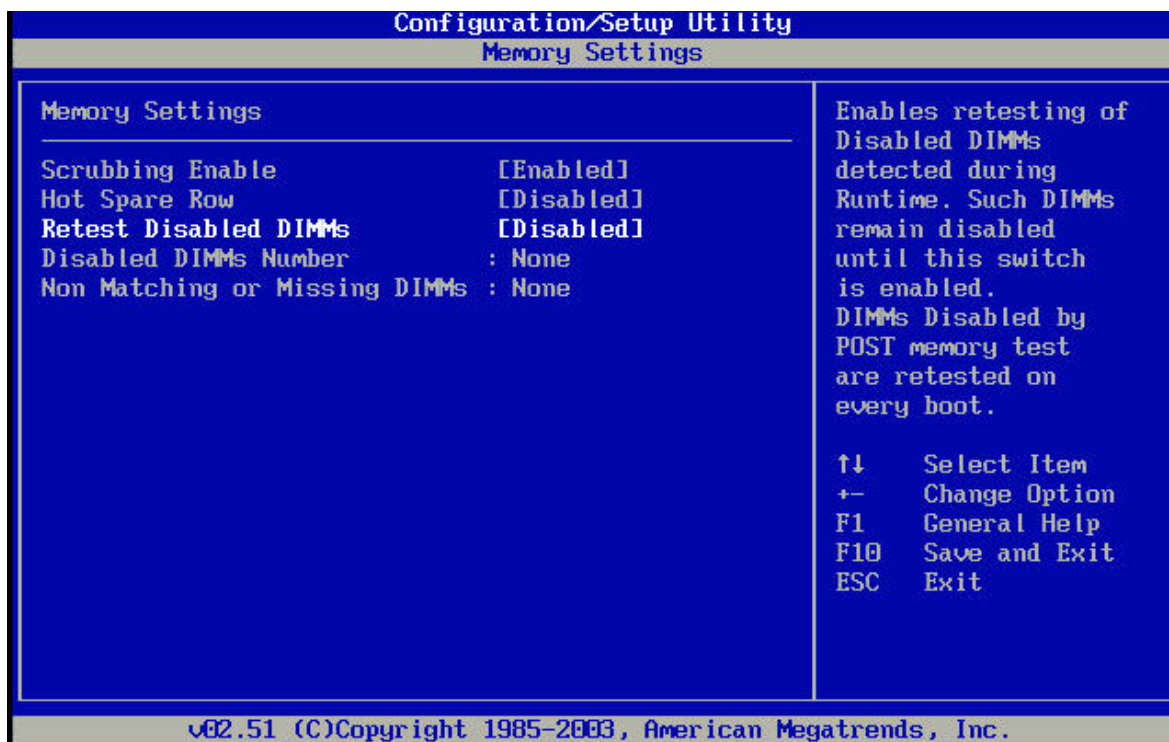 Configuration/Setup Utility
Memory Settings
Memory Settings
Scrubbing Enable [Enabled]
Hot Spare Row [Disabled]
Retest Disabled DIMMs [Disabled]
Disabled DIMMs Number : None
Non Matching or Missing DIMMs : None
Enables retesting of
Disabled DIMMs
detected during
Runtime. Such DIMMs
remain disabled
until this switch
is enabled.
DIMMs Disabled by
POST memory test
are retested on
every boot.
↑↓ Select Item
+- Change Option
F1 General Help
F10 Save and Exit
ESC Exit
v02.51 (C)Copyright 1985-2003, American Megatrends, Inc.